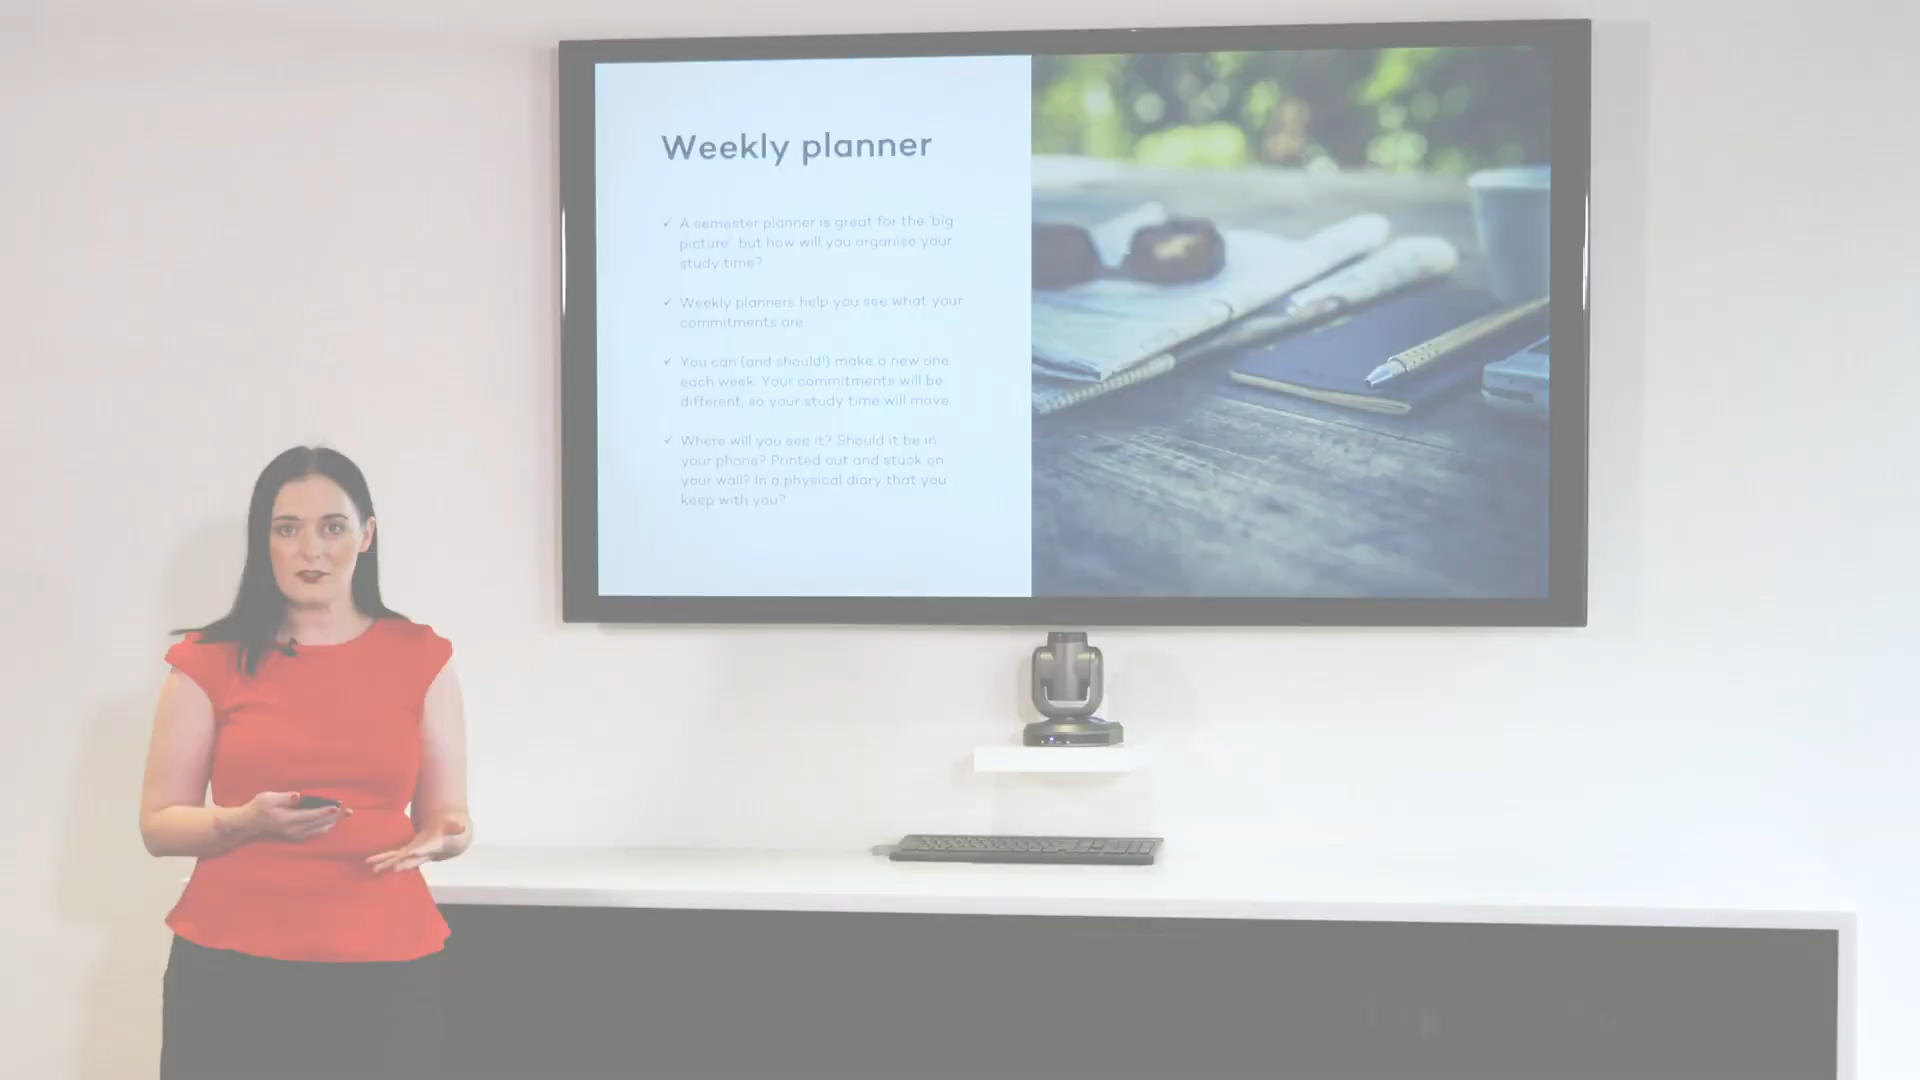 Weekly planner
✓ A semester planner is great for the 'big
picture' but how will you organise your
study time?
✓ Weekly planners help you see what your
commitments are
✓ You can (and should!) make a new one
each week. Your commitments will be
different, so your study time will move.
✓ Where will you see it? Should it be in
your phone? Printed out and stuck on
your wall? In a physical diary that you
keep with you?